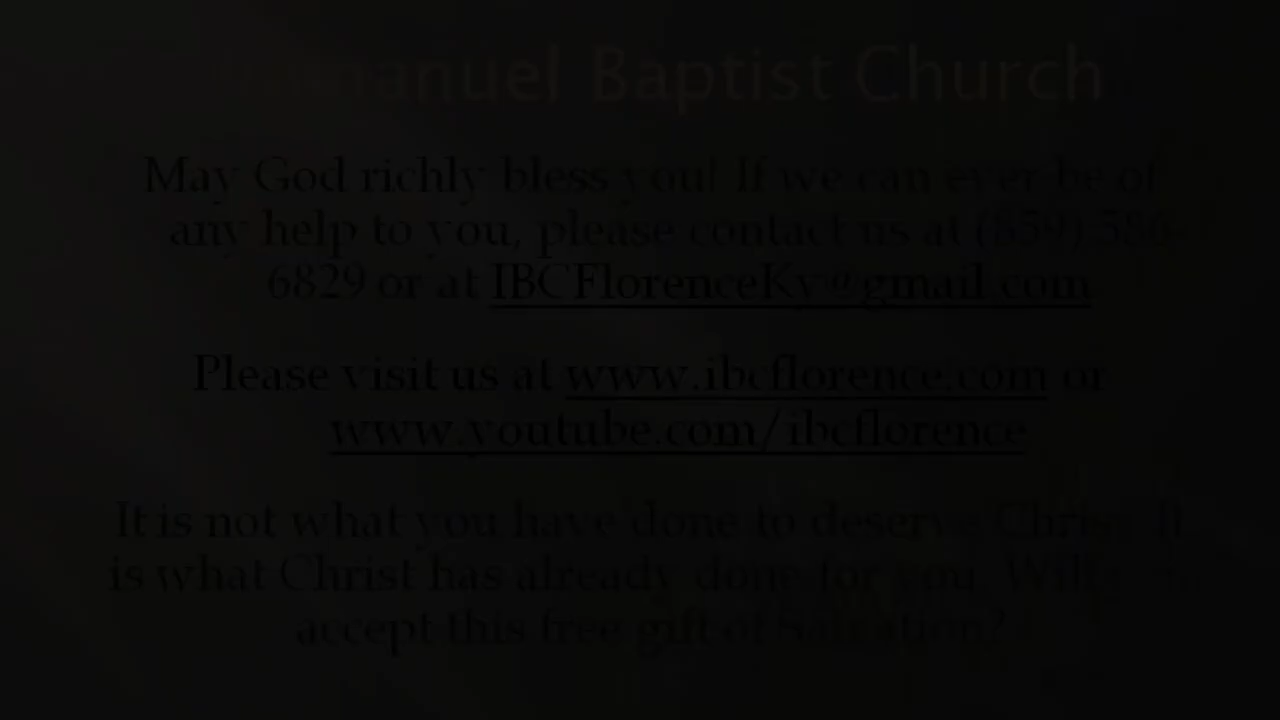 Immanuel Baptist Church
May God richly bless you! If we can ever be of
any help to you, please contact us at (859) 586-
6829 or at IBCFlorenceKy@gmail.com
Please visit us at www.ibcflorence.com or
www.youtube.com/ibcflorence
It is not what you have done to deserve Christ. It
is what Christ has already done for you. Will you
accept this free gift of Salvation?